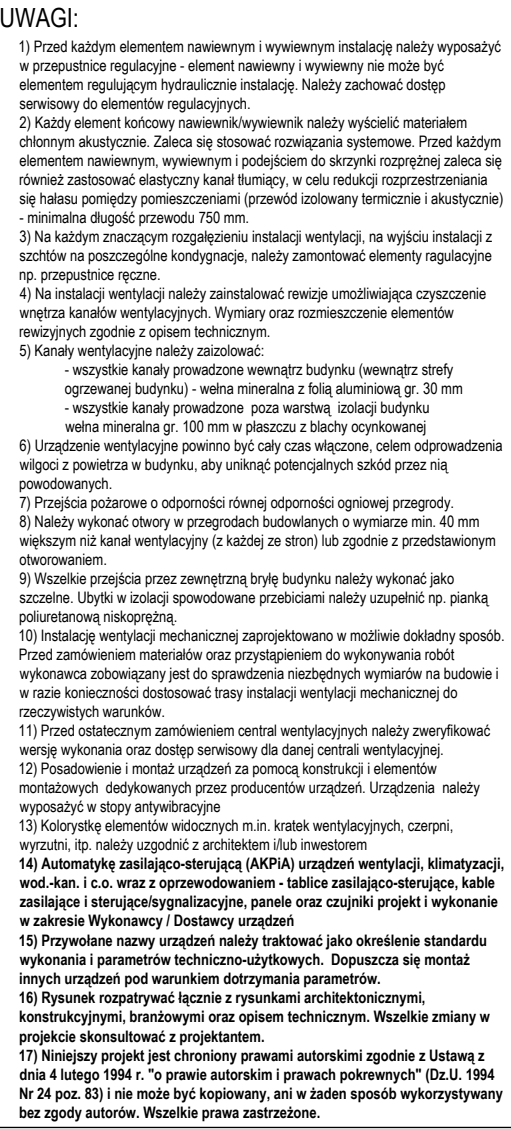 UWAGI:
1) Przed każdym elementem nawiewnym i wywiewnym instalację należy wyposażyć
w przepustnice regulacyjne - element nawiewny i wywiewny nie może być
elementem regulującym hydraulicznie instalację. Należy zachować dostęp
serwisowy do elementów regulacyjnych.
2) Każdy element końcowy nawiewnik/wywiewnik należy wyścielić materiałem
chłonnym akustycznie. Zaleca się stosować rozwiązania systemowe. Przed każdym
elementem nawiewnym, wywiewnym i podejściem do skrzynki rozprężnej zaleca się
również zastosować elastyczny kanał tłumiący, w celu redukcji rozprzestreniania
się hałasu pomiędzy pomieszczeniami (przewód izolowany termicznie i akustycznie)
- minimalna długość przewodu 750 mm.
3) Na każdym znaczącym rozgałęzieniu instalacji wentylacji, na wyjściu instalacji z
szchtów na poszczególne kondygnacje, należy zamontować elementy ragulacyjne
np. przepustnice ręczne.
4) Na instalacji wentylacji należy zainstalować rewizje umożliwiająca czyszczenie
wnętrza kanałów wentylacyjnych. Wymiary oraz rozmieszczenie elementów
rewizyjnych zgodnie z opisem technicznym.
5) Kanały wentylacyjne należy zaizolować:
- wszystkie kanały prowadzone wewnątrz budynku (wewnątrz strefy
ogrzewanej budynku) - wełna mineralna z folią aluminiową gr. 30 mm
- wszystkie kanały prowadzone poza warstwą izolacji budynku
wełna mineralna gr. 100 mm w płaszczu z blachy ocynkowanej
6) Urządzenie wentylacyjne powinno być cały czas włączone, celem odprowadzenia
wilgoci z powietrza w budynku, aby uniknąć potencjalnych szkód przez nią
powodowanych.
7) Przejścia pożarowe o odporności równej odporności ogniowej przegrody.
8) Należy wykonać otwory w przegrodach budowlanych o wymiarze min. 40 mm
większym niż kanał wentylacyjny (z każdej ze stron) lub zgodnie z przedstawionym
otworowaniem.
9) Wszelkie przejścia przez zewnętrzną bryłę budynku należy wykonać jako
szczelne. Ubytki w izolacji spowodowane przebiciami należy uzupełnić np. pianką
poliuretanową niskoprężną.
10) Instalację wentylacji mechanicznej zaprojektowano w możliwie dokładny sposób.
Przed zamówieniem materiałów oraz przystąpieniem do wykonywania robót
wykonawca zobowiązany jest do sprawdzenia niezbędnych wymiarów na budowie i
w razie konieczności dostosować trasy instalacji wentylacji mechanicznej do
rzeczywistych warunków.
11) Przed ostatecznym zamówieniem central wentylacyjnych należy zweryfikować
wersję wykonania oraz dostęp serwisowy dla danej centrali wentylacyjnej.
12) Posadowienie i montaż urządzeń za pomocą konstrukcji i elementów
montażowych dedykowanych przez producentów urządzeń. Urządzenia należy
wyposażyć w stopy antywibracyjne
13) Kolorystkę elementów widocznych m.in. kratek wentylacyjnych, czerpni,
wyrzutni, itp. należy uzgodnić z architektem i/lub inwestorem
14) Automatykę zasilająco-sterującą (AKPiA) urządzeń wentylacji, klimatyzacji,
wod.-kan. i c.o. wraz z oprzewodowaniem - tablice zasilająco-sterujące, kable
zasilające i sterujące/sygnalizacyjne, panele oraz czujniki projekt i wykonanie
w zakresie Wykonawcy / Dostawcy urządzeń
15) Przywołane nazwy urządzeń należy traktować jako określenie standardu
wykonania i parametrów techniczno-użytkowych. Dopuszcza się montaż
innych urządzeń pod warunkiem dotrzymania parametrów.
16) Rysunek rozpatrywać łącznie z rysunkami architektonicznymi,
konstrukcyjnymi, branżowymi oraz opisem technicznym. Wszelkie zmiany w
projekcie skonsultować z projektantem.
17) Niniejszy projekt jest chroniony prawami autorskimi zgodnie z Ustawą z
dnia 4 lutego 1994 r. "o prawie autorskim i prawach pokrewnych" (Dz.U. 1994
Nr 24 poz. 83) i nie może być kopiowany, ani w żaden sposób wykorzystywany
bez zgody autorów. Wszelkie prawa zastrzeżone.